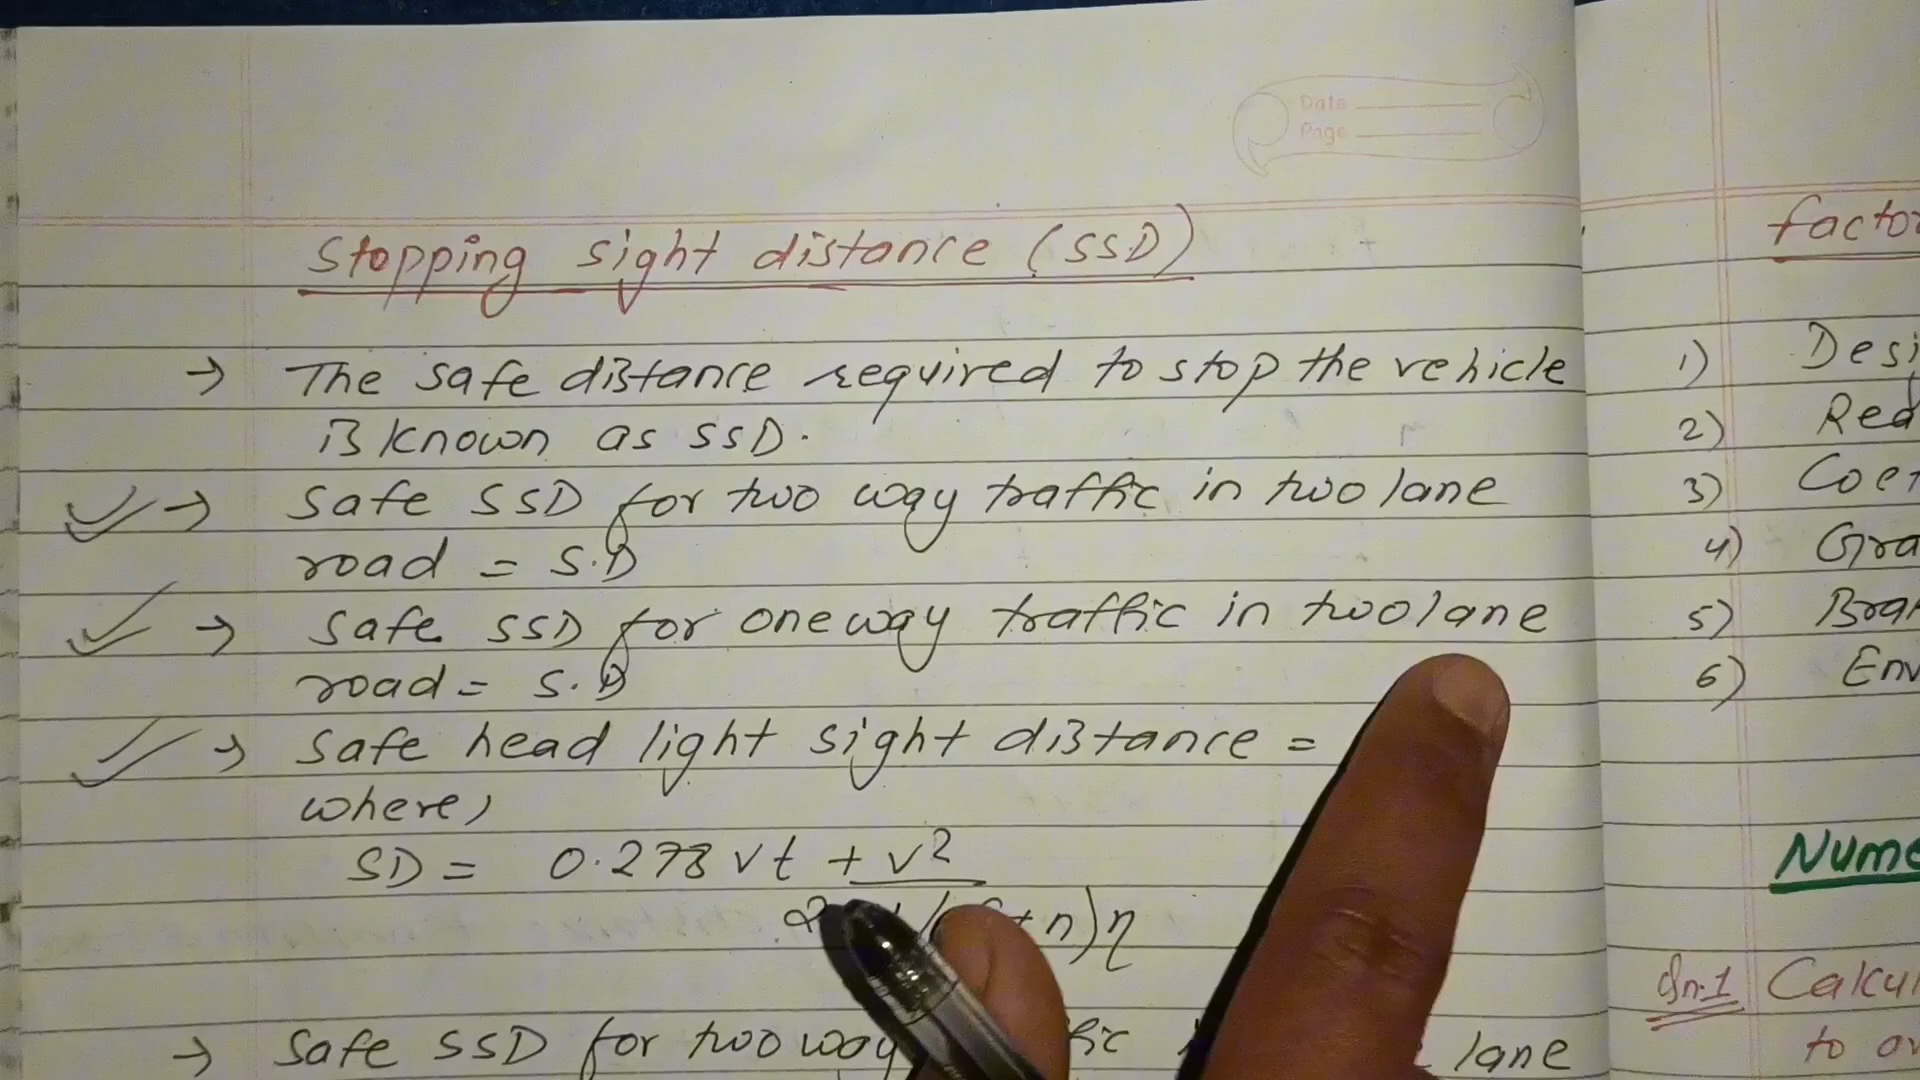 Date
Page
Stopping sight distance (SSD)
→ The safe distance required to stop the vehicle
is known as SSD.
→ safe SSD for two way traffic in two lane
road = S.D
→ safe SSD for one way traffic in two lane
road = S.D
→ safe head light sight distance =
where,
SD = 0.278 vt + v²
+ n)η
→ safe SSD for two way
lane
factor
1) Desi
2) Rea
3) Coef
4) Gra
5) Bra
6) Env
Nume
Qn.1 Calcul
to